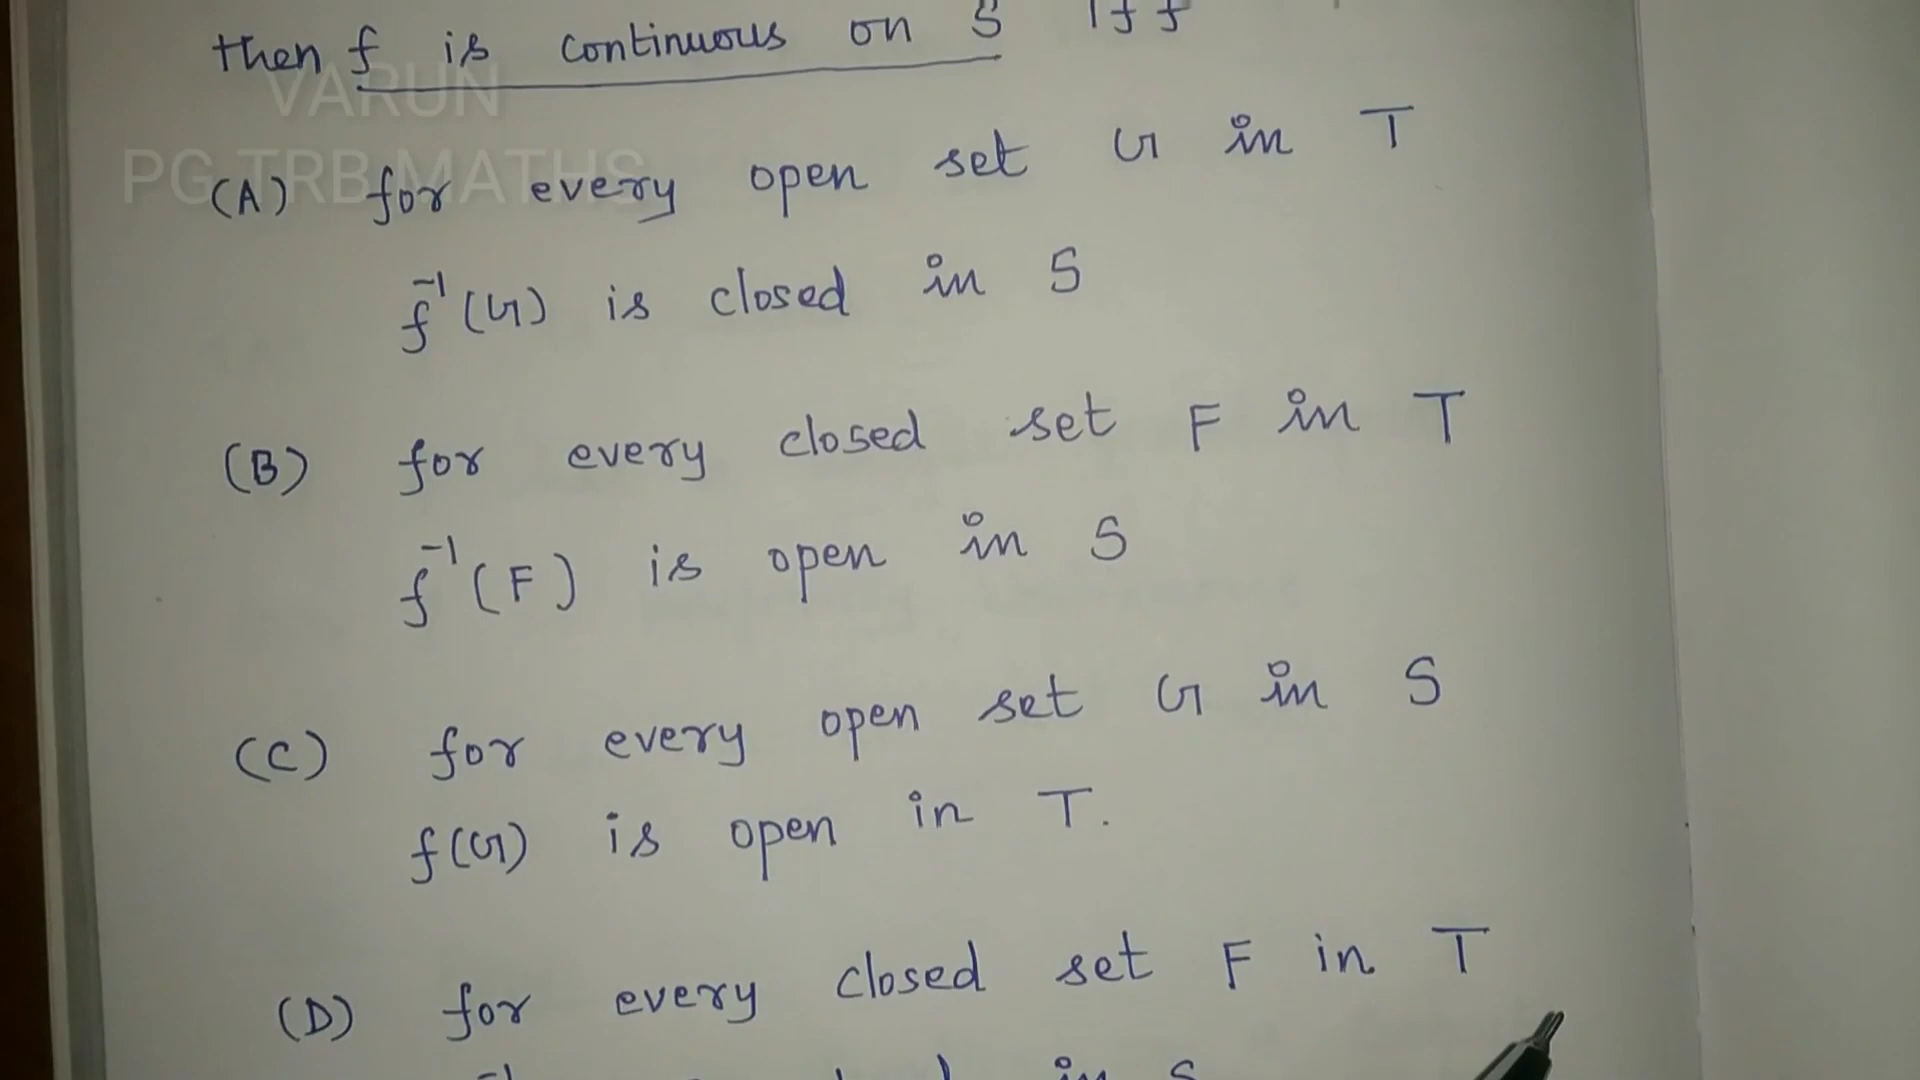 then f is continuous on S iff
VARUN
PG TRB MATHS
(A) for every open set G in T
f⁻¹(G) is closed in S
(B) for every closed set F in T
f⁻¹(F) is open in S
(C) for every open set G in S
f(G) is open in T.
(D) for every closed set F in T
in S